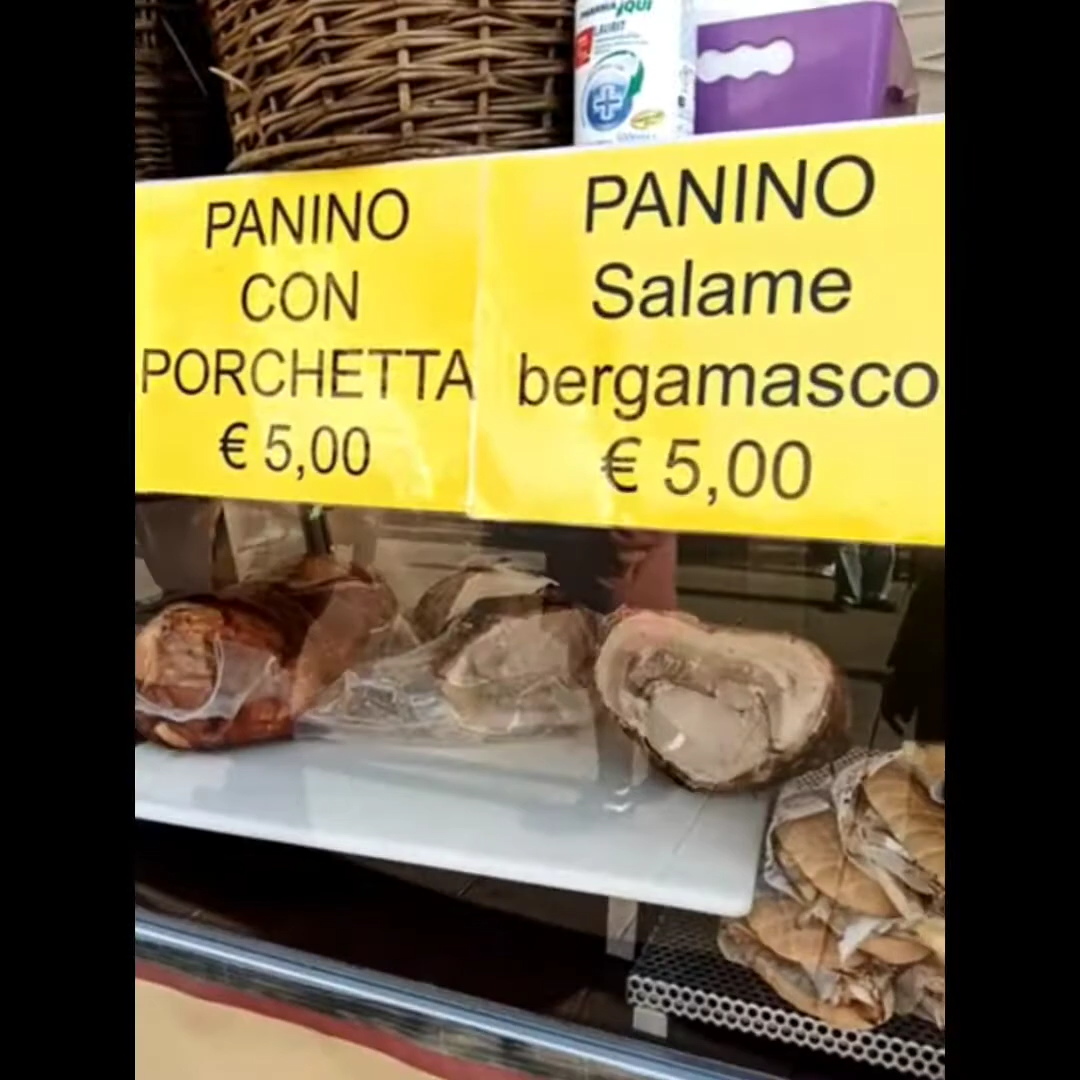 PANINO
CON
PORCHETTA
€ 5,00
PANINO
Salame
bergamasco
€ 5,00